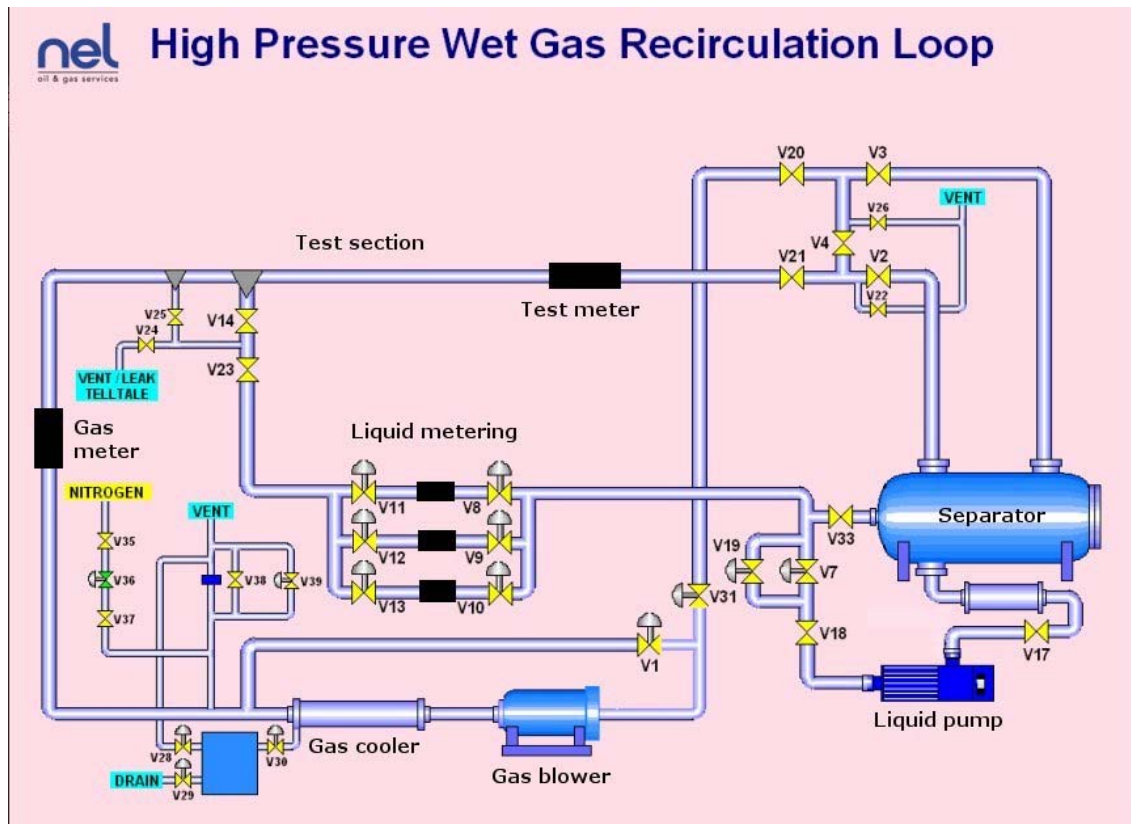 nel
oil & gas services
High Pressure Wet Gas Recirculation Loop
V20
V3
VENT
V26
V4
Test section
V21
V2
V22
Test meter
V25
V24
V14
V23
VENT / LEAK
TELLTALE
Gas
meter
Liquid metering
NITROGEN
VENT
V11
V8
Separator
V33
V35
V36
V37
V38
V39
V12
V9
V19
V7
V13
V10
V31
V18
V17
V1
Liquid pump
Gas cooler
Gas blower
V28
V30
DRAIN
V29